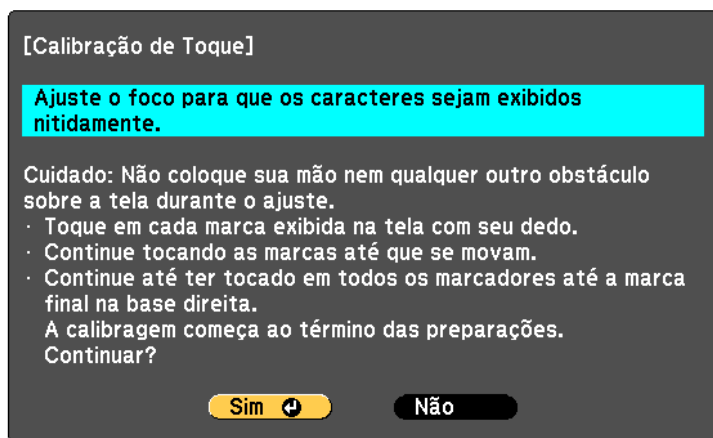 [Calibração de Toque]
Ajuste o foco para que os caracteres sejam exibidos
nitidamente.
Cuidado: Não coloque sua mão nem qualquer outro obstáculo
sobre a tela durante o ajuste.
· Toque em cada marca exibida na tela com seu dedo.
· Continue tocando as marcas até que se movam.
· Continue até ter tocado em todos os marcadores até a marca
final na base direita.
A calibragem começa ao término das preparações.
Continuar?
Sim Não